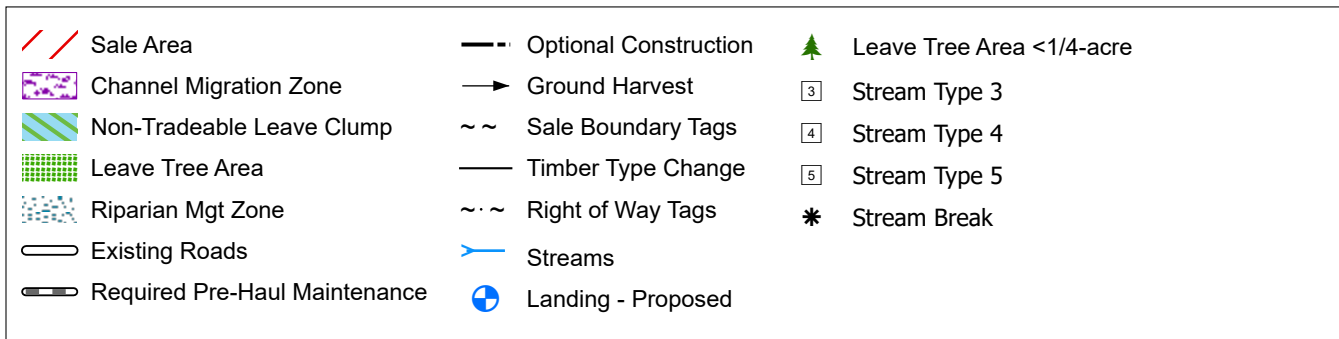 Sale Area
Channel Migration Zone
Non-Tradeable Leave Clump
Leave Tree Area
Riparian Mgt Zone
Existing Roads
Required Pre-Haul Maintenance
Optional Construction
Ground Harvest
Sale Boundary Tags
Timber Type Change
Right of Way Tags
Streams
Landing - Proposed
Leave Tree Area <1/4-acre
3 Stream Type 3
4 Stream Type 4
5 Stream Type 5
Stream Break